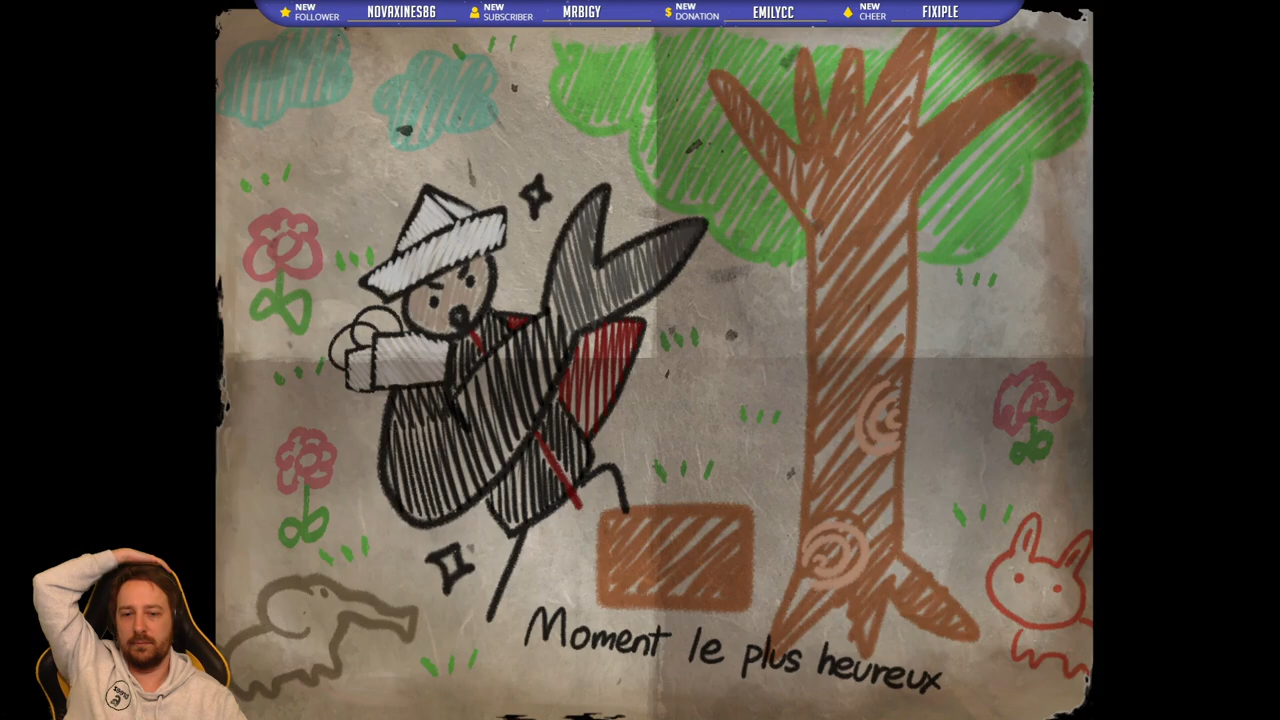 NEW FOLLOWER NOVAXINES86
NEW SUBSCRIBER MRBIGY
NEW DONATION EMILYCC
NEW CHEER FIXIPLE
Moment le plus heureux